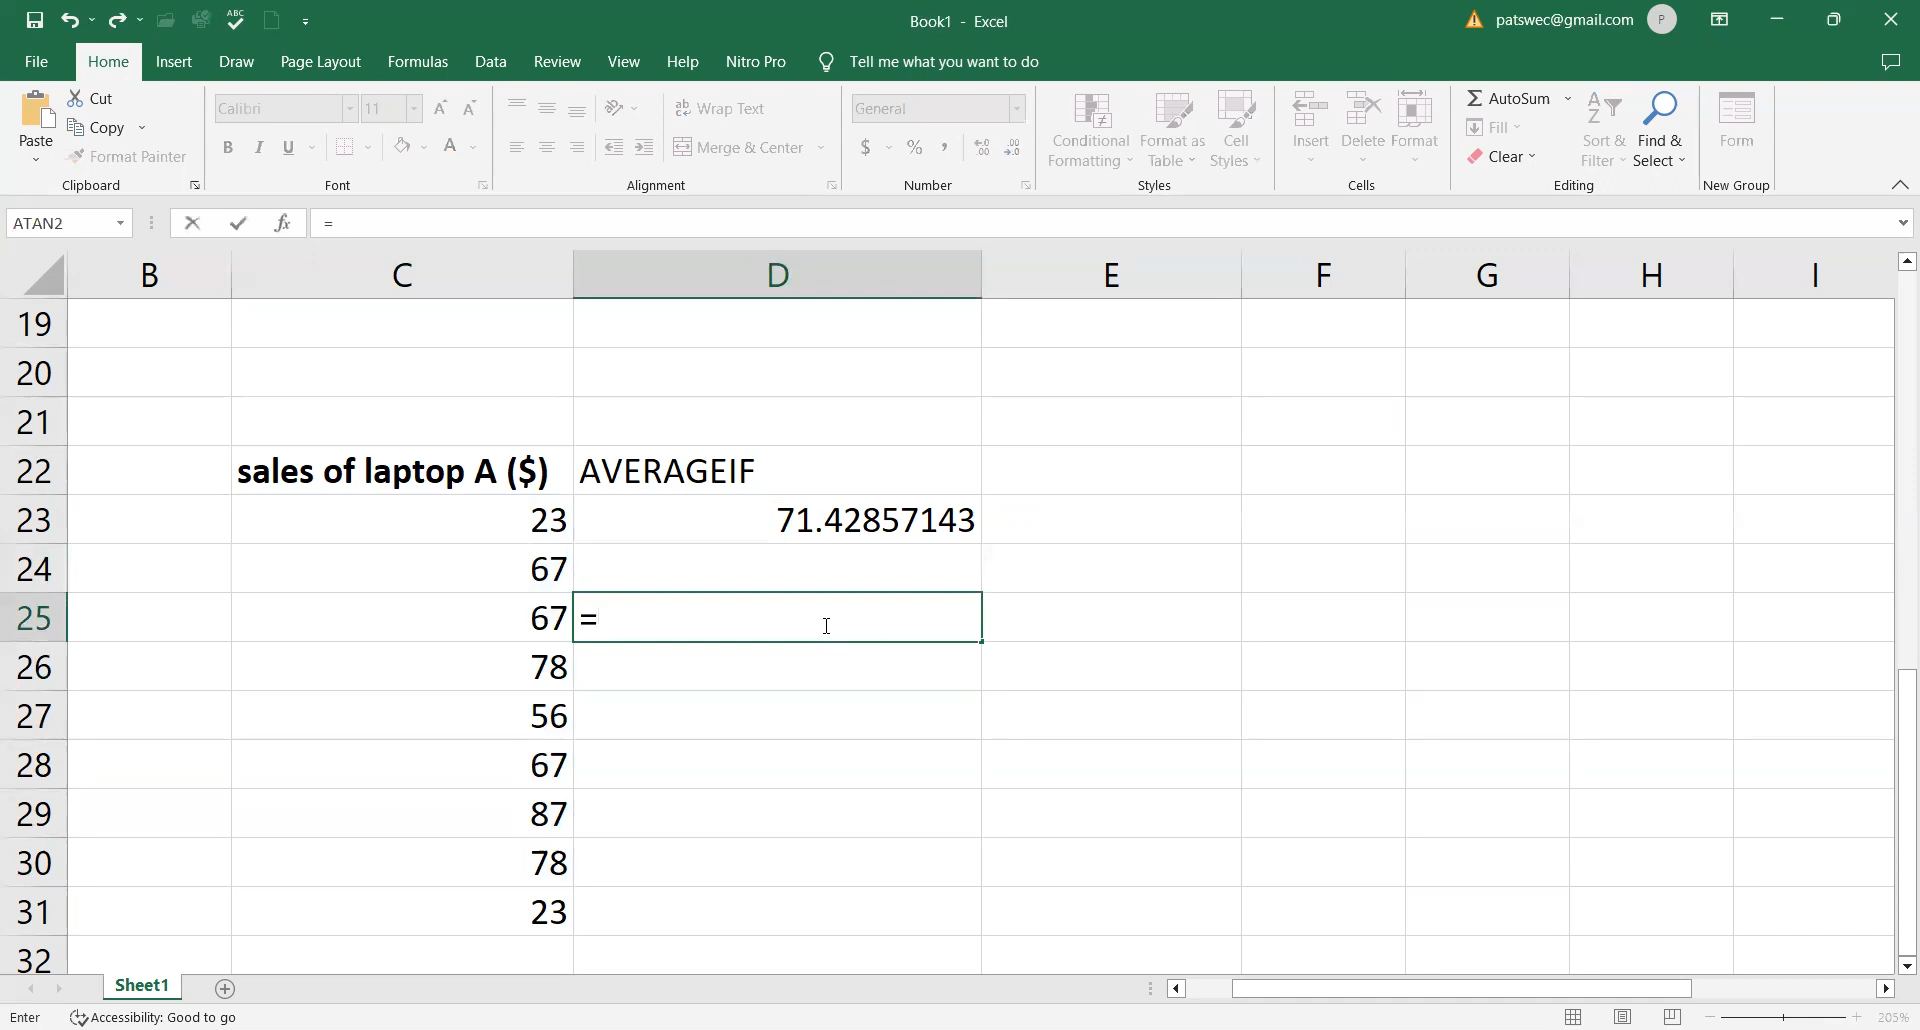 ABC
Book1 - Excel
patswec@gmail.com
P
File Home Insert Draw Page Layout Formulas Data Review View Help Nitro Pro Tell me what you want to do
Paste
Cut
Copy
Format Painter
Clipboard
Calibri 11
B I U
Font
Wrap Text
Merge & Center
Alignment
General
$ % ,
Number
Conditional Formatting
Format as Table
Cell Styles
Styles
Insert Delete Format
Cells
AutoSum
Fill
Clear
Sort & Filter
Find & Select
Editing
Form
New Group
ATAN2 fx =
B C D E F G H I
19
20
21
22 sales of laptop A ($) AVERAGEIF
23 23 71.42857143
24 67
25 67 =
26 78
27 56
28 67
29 87
30 78
31 23
32
Sheet1
Enter Accessibility: Good to go 205%